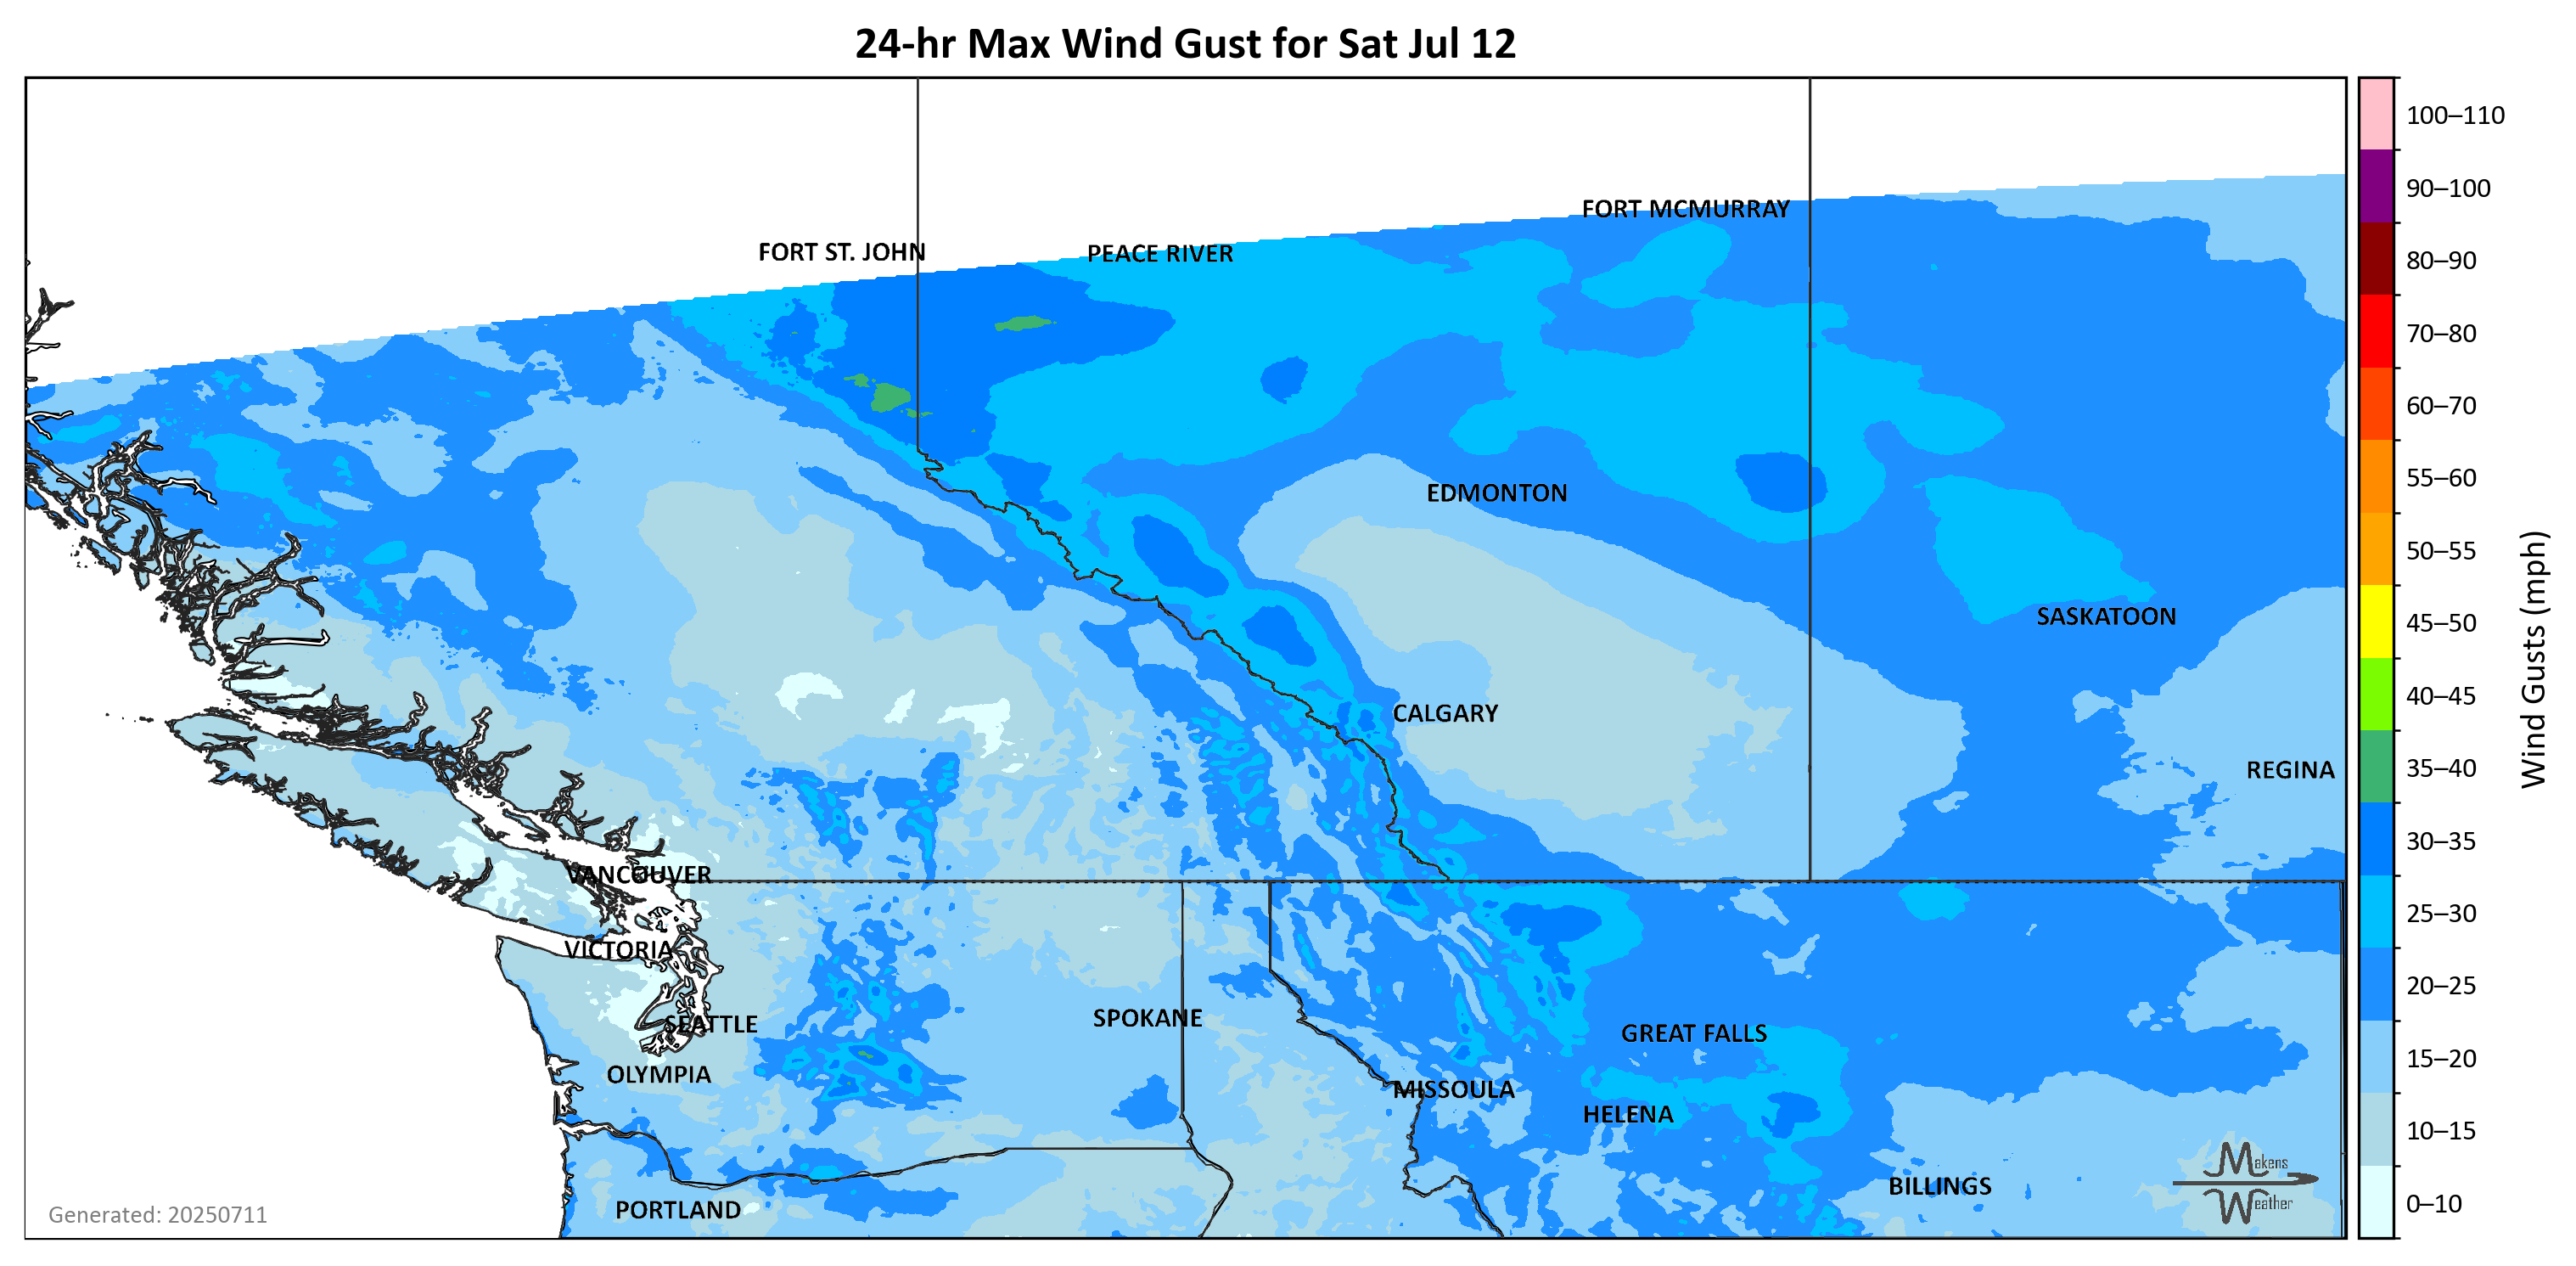 24-hr Max Wind Gust for Sat Jul 12
100–110
90–100
80–90
70–80
60–70
55–60
50–55
45–50
40–45
35–40
30–35
25–30
20–25
15–20
10–15
0–10
Wind Gusts (mph)
FORT MCMURRAY
FORT ST. JOHN
PEACE RIVER
EDMONTON
SASKATOON
CALGARY
REGINA
VANCOUVER
VICTORIA
SPOKANE
SEATTLE
GREAT FALLS
OLYMPIA
MISSOULA
HELENA
BILLINGS
PORTLAND
Makens
Weather
Generated: 20250711